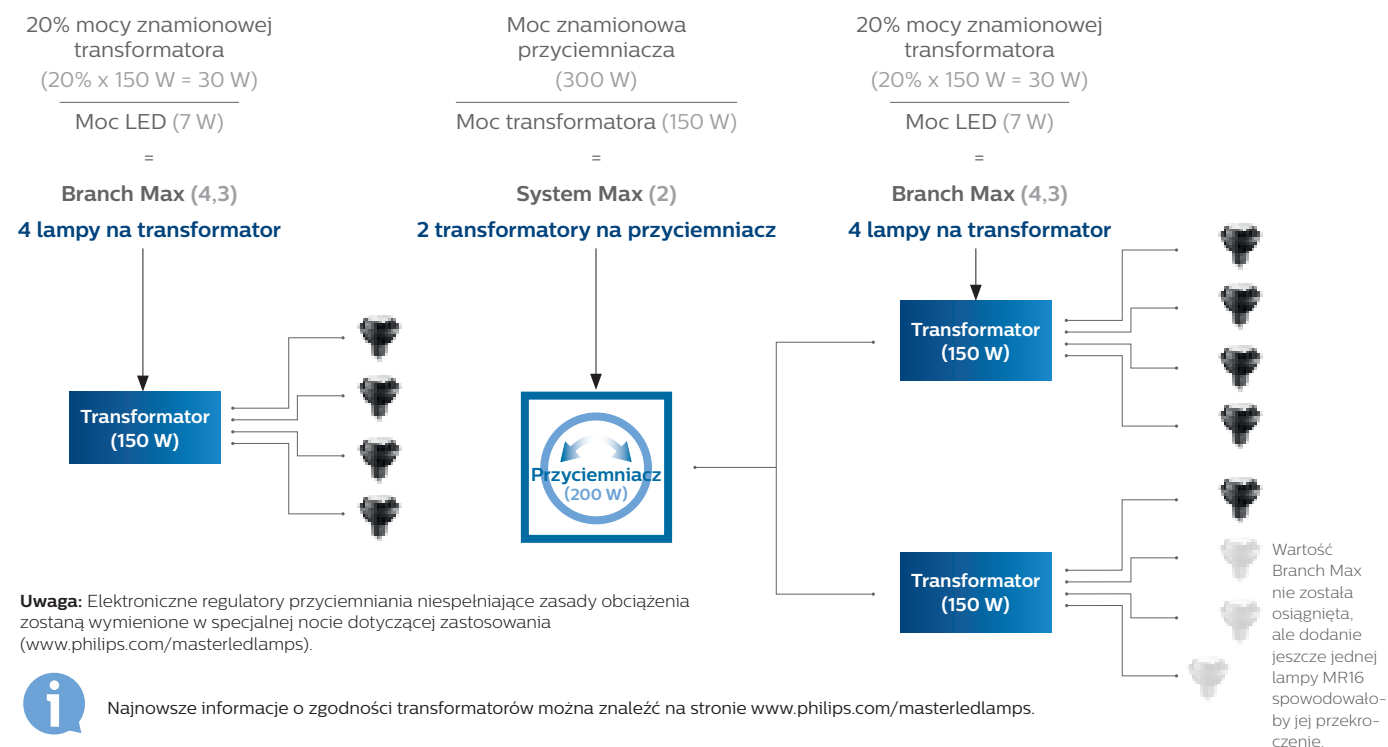 20% mocy znamionowej
transformatora
(20% x 150 W = 30 W)
Moc LED (7 W)
=
Branch Max (4,3)
4 lampy na transformator
Moc znamionowa
przyciemniacza
(300 W)
Moc transformatora (150 W)
=
System Max (2)
2 transformatory na przyciemniacz
20% mocy znamionowej
transformatora
(20% x 150 W = 30 W)
Moc LED (7 W)
=
Branch Max (4,3)
4 lampy na transformator
Transformator
(150 W)
Przyciemniacz
(200 W)
Transformator
(150 W)
Transformator
(150 W)
Wartość
Branch Max
nie została
osiągnięta,
ale dodanie
jeszcze jednej
lampy MR16
spowodowało-
by jej przekro-
czenie.
Uwaga: Elektroniczne regulatory przyciemniania niespełniające zasady obciążenia
zostaną wymienione w specjalnej nocie dotyczącej zastosowania
(www.philips.com/masterledlamps).
i
Najnowsze informacje o zgodności transformatorów można znaleźć na stronie www.philips.com/masterledlamps.